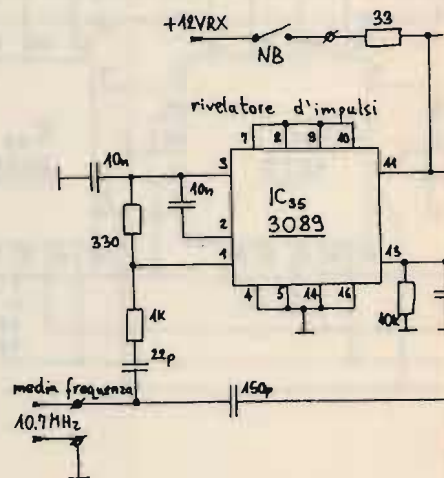 +12VRX
NB
33
rivelatore d'impulsi
7 8 9 10
10n
3
11
10n
IC35
3089
330
2
1
13
4 5 14 16
1K
10K
22p
media frequenza
150p
10.7MHz